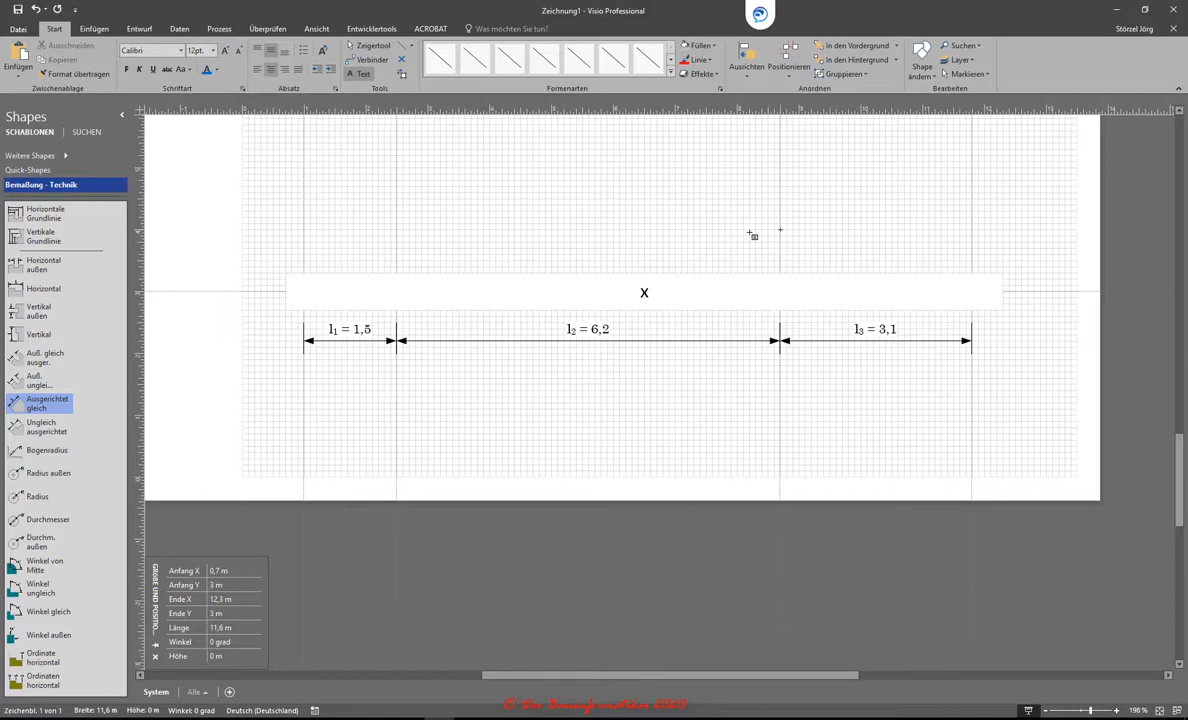 Zeichnung1 - Visio Professional
Datei Start Einfügen Entwurf Daten Prozess Überprüfen Ansicht Entwicklertools ACROBAT Was möchten Sie tun? Störzel Jörg
Einfügen
Ausschneiden
Kopieren
Format übertragen
Zwischenablage
Calibri 12pt.
F K U abc Aa A
Schriftart
Absatz
Zeigertool
Verbinder
Text
Tools
Formenarten
Füllen
Linie
Effekte
Ausrichten
Positionieren
In den Vordergrund
In den Hintergrund
Gruppieren
Anordnen
Shape ändern
Suchen
Layer
Markieren
Bearbeiten
Shapes
SCHABLONEN SUCHEN
Weitere Shapes
Quick-Shapes
Bemaßung - Technik
Horizontale
Grundlinie
Vertikale
Grundlinie
Horizontal
außen
Horizontal
Vertikal
außen
Vertikal
Auß. gleich
ausger.
Auß.
unglei...
Ausgerichtet
gleich
Ungleich
ausgerichtet
Bogenradius
Radius außen
Radius
Durchmesser
Durchm.
außen
Winkel von
Mitte
Winkel
ungleich
Winkel gleich
Winkel außen
Ordinate
horizontal
Ordinaten
horizontal
x
l₁ = 1,5 l₂ = 6,2 l₃ = 3,1
GRÖßE UND POSITIO...
Anfang X 0,7 m
Anfang Y 3 m
Ende X 12,3 m
Ende Y 3 m
Länge 11,6 m
Winkel 0 grad
Höhe 0 m
System Alle
© Der Bauinformatiker 2020
Zeichenbl. 1 von 1 Breite: 11,6 m Höhe: 0 m Winkel: 0 grad Deutsch (Deutschland) 198 %